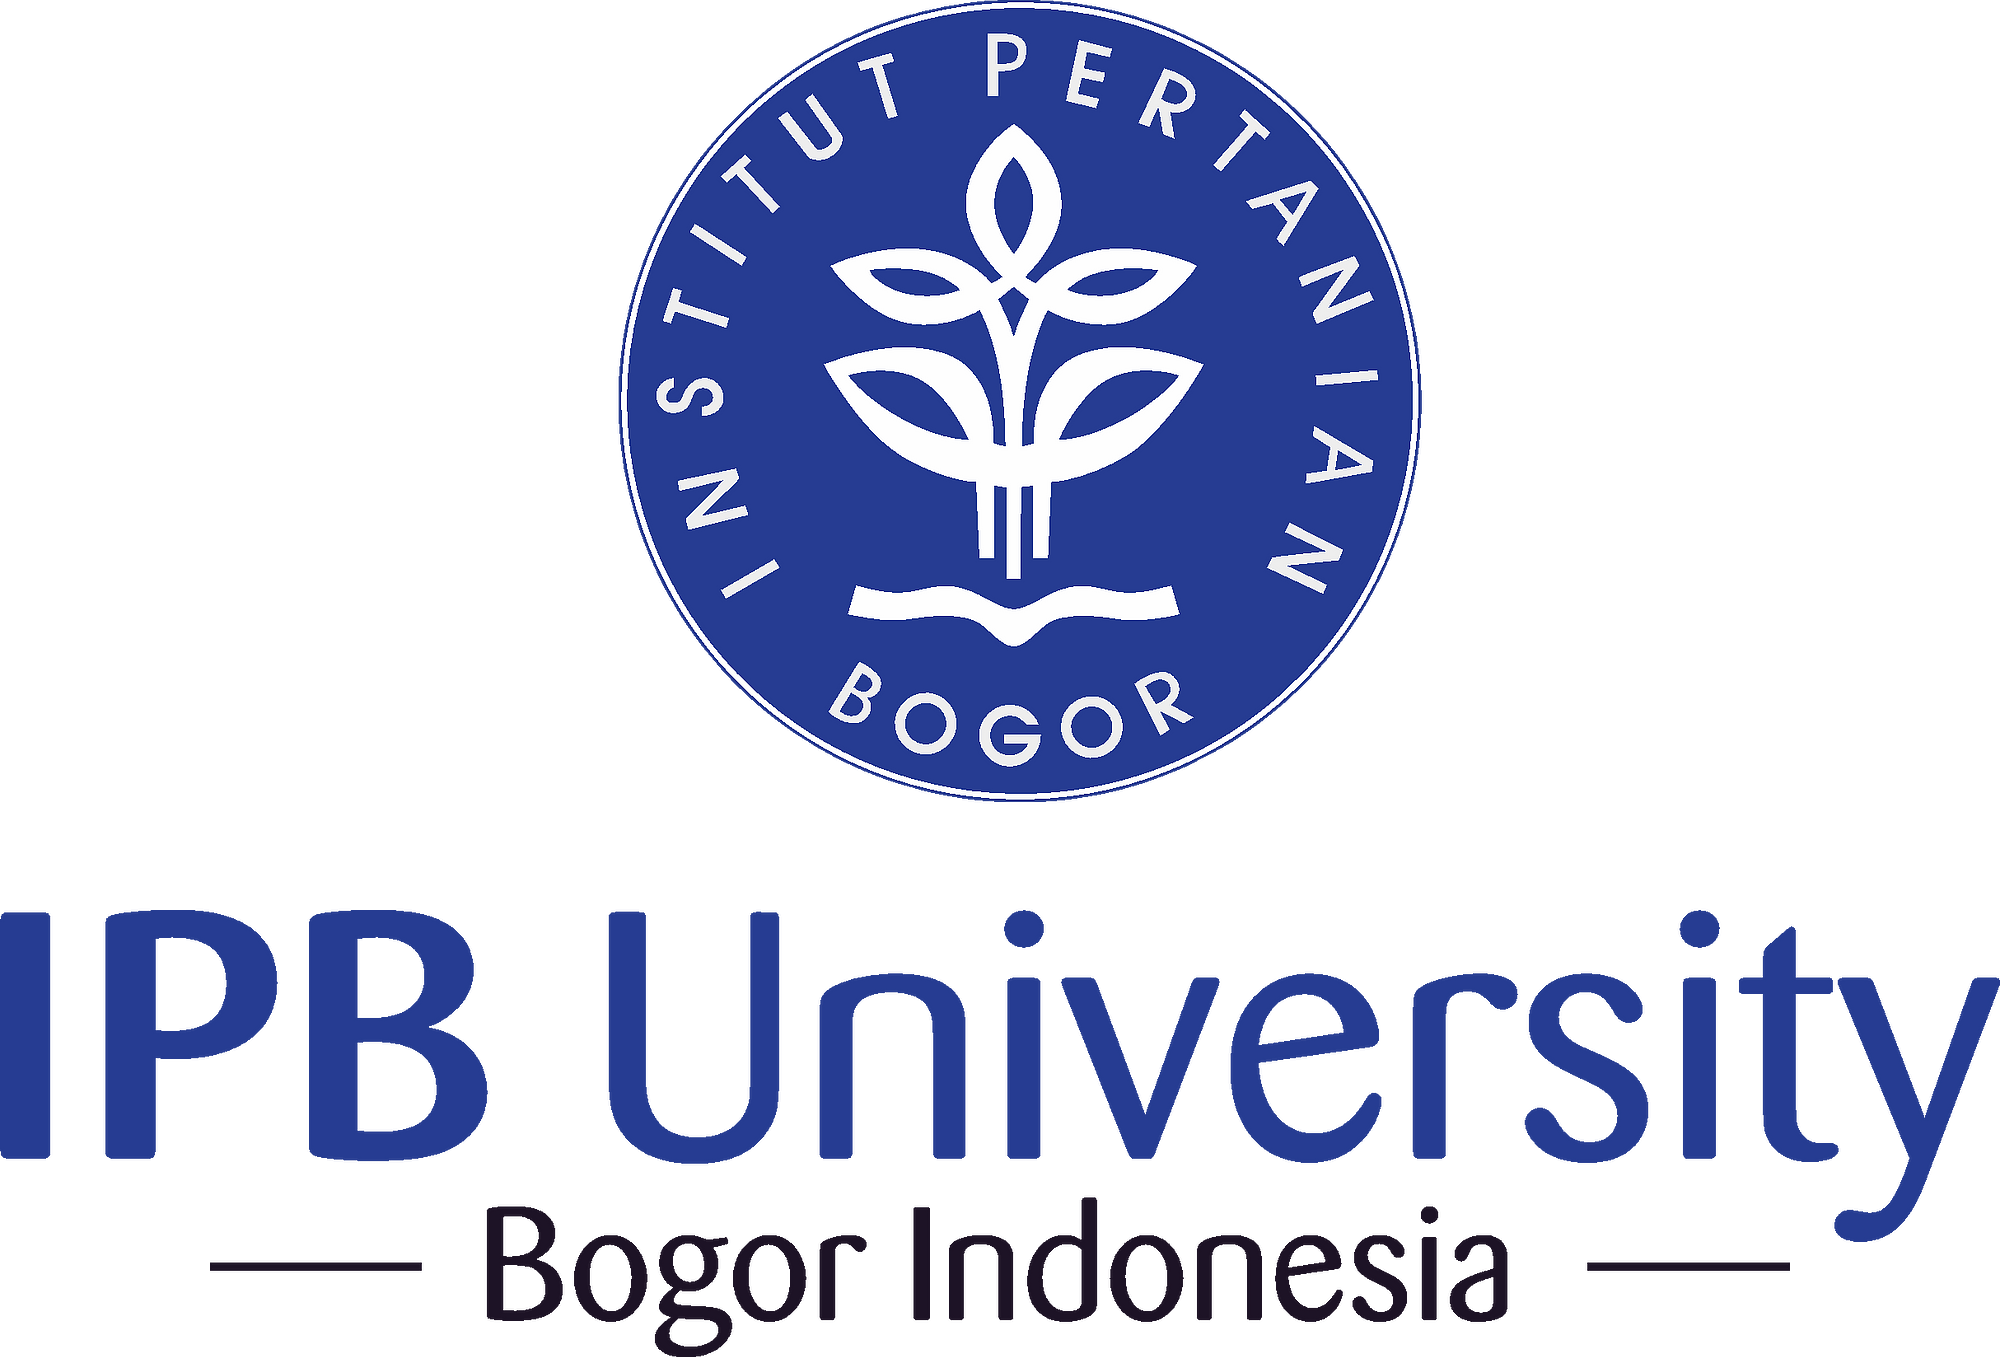 INSTITUT PERTANIAN
BOGOR
IPB University
Bogor Indonesia